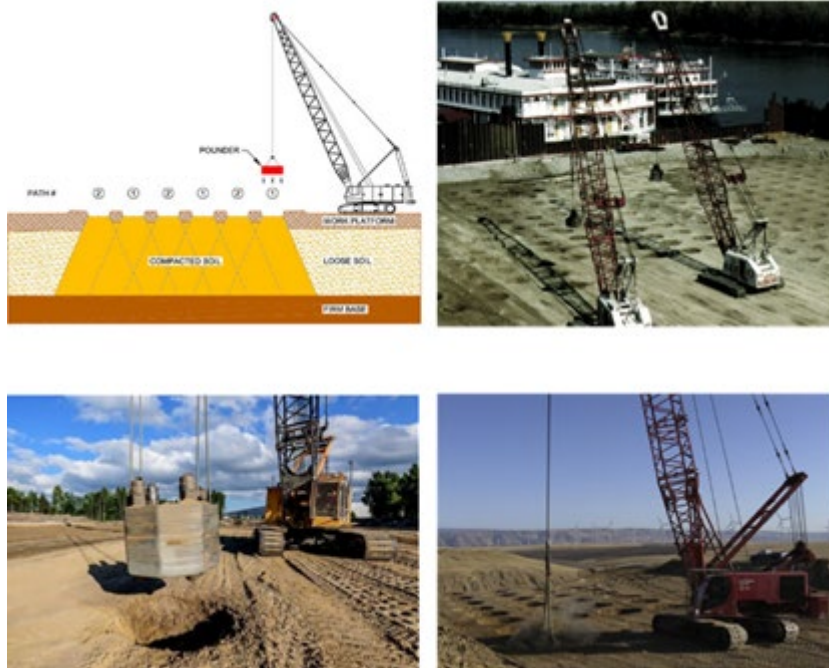 POUNDER
PATH #
② ① ② ① ② ①
WORK PLATFORM
COMPACTED SOIL
LOOSE SOIL
FIRM BASE